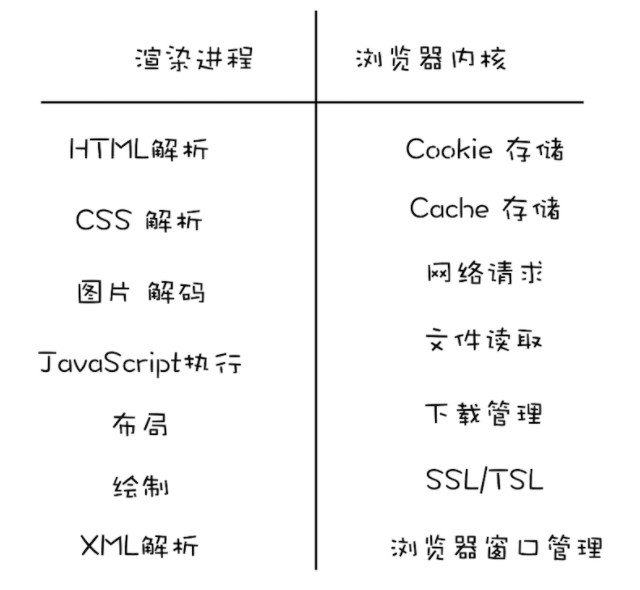 渲染进程 浏览器内核
HTML解析 Cookie 存储
CSS 解析 Cache 存储
图片 解码 网络请求
JavaScript执行 文件读取
布局 下载管理
绘制 SSL/TSL
XML解析 浏览器窗口管理